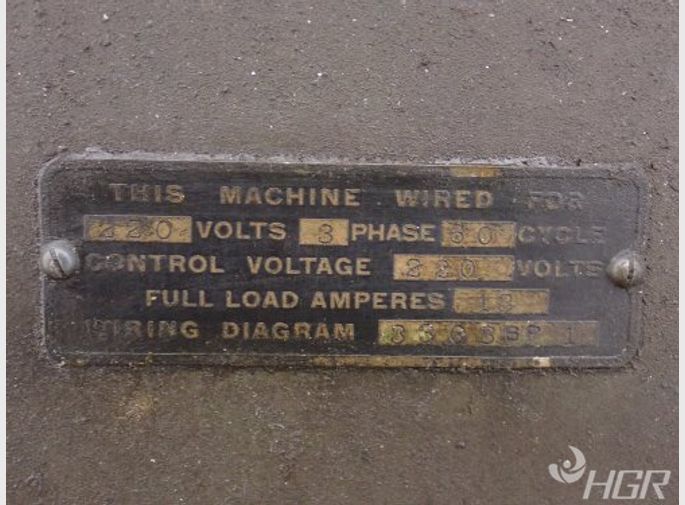 THIS MACHINE WIRED FOR
220 VOLTS 3 PHASE 60 CYCLE
CONTROL VOLTAGE 220 VOLTS
FULL LOAD AMPERES
WIRING DIAGRAM
HGR